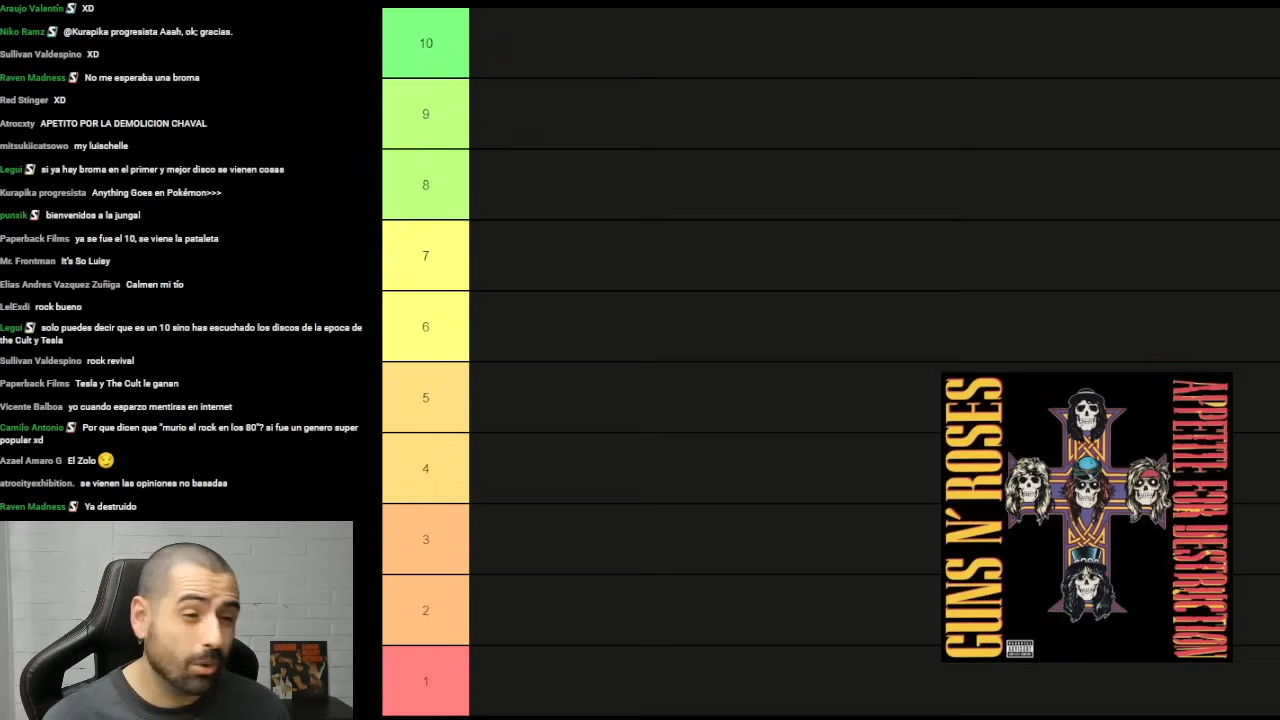 Araujo Valentín XD
Niko Ramz @Kurapika progresista Aaah, ok; gracias.
Sullivan Valdespino XD
Raven Madness No me esperaba una broma
Red Stinger XD
Atrocxty APETITO POR LA DEMOLICION CHAVAL
mitsukiicatsowo my luischelle
Legui si ya hay broma en el primer y mejor disco se vienen cosas
Kurapika progresista Anything Goes en Pokémon>>>
punxik bienvenidos a la jungal
Paperback Films ya se fue el 10, se viene la pataleta
Mr. Frontman It's So Luisy
Elias Andres Vazquez Zuñiga Calmen mi tío
LelExdi rock bueno
Legui solo puedes decir que es un 10 sino has escuchado los discos de la epoca de
the Cult y Tesla
Sullivan Valdespino rock revival
Paperback Films Tesla y The Cult le ganan
Vicente Balboa yo cuando esparzo mentiras en internet
Camilo Antonio Por que dicen que "murio el rock en los 80"? si fue un genero super
popular xd
Azael Amaro G El Zolo 😏
atrocityexhibition. se vienen las opiniones no basadas
Raven Madness Ya destruido
10
9
8
7
6
5
4
3
2
1
GUNS N' ROSES
APPETITE FOR DESTRUCTION